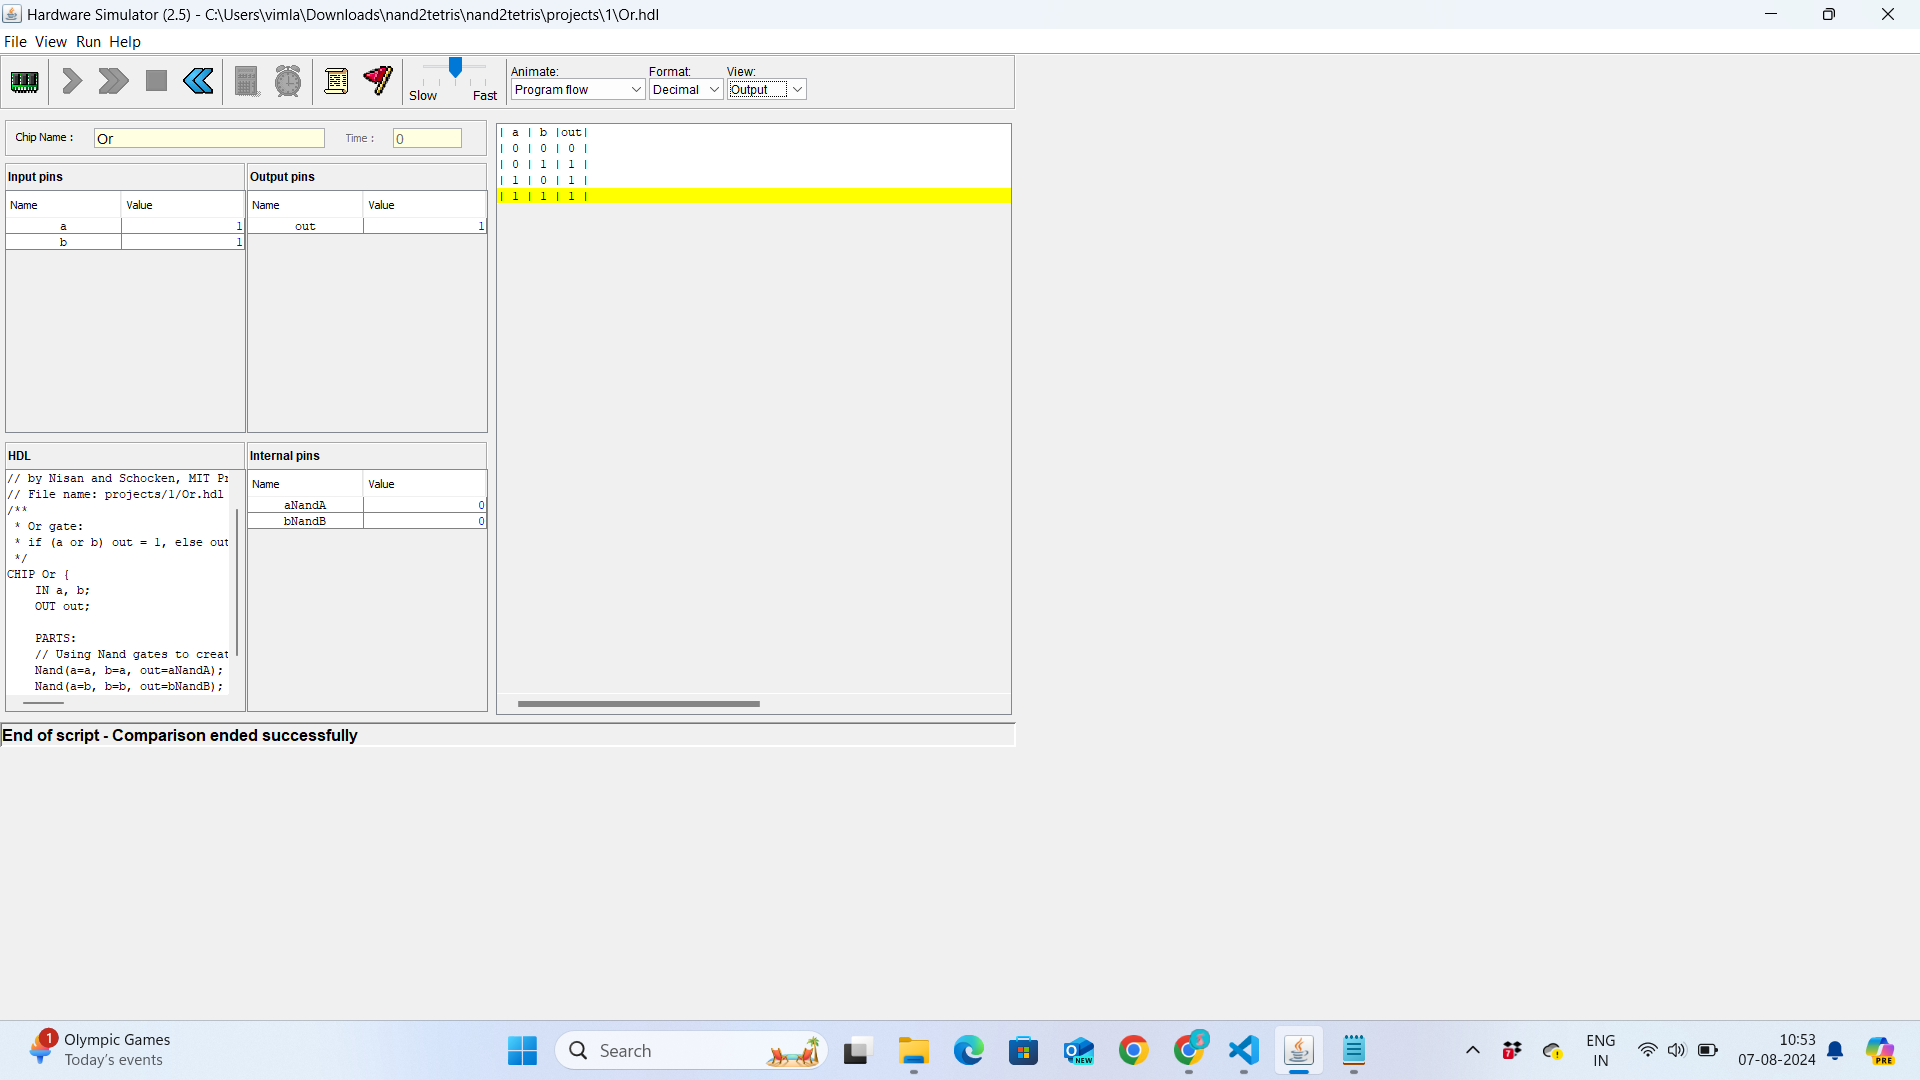 Hardware Simulator (2.5) - C:\Users\vimla\Downloads\nand2tetris\nand2tetris\projects\1\Or.hdl
File View Run Help
Slow Fast
Animate: Format: View:
Program flow Decimal Output
Chip Name : Or Time : 0
Input pins
Name Value
a 1
b 1
Output pins
Name Value
out 1
| a | b |out|
| 0 | 0 | 0 |
| 0 | 1 | 1 |
| 1 | 0 | 1 |
| 1 | 1 | 1 |
HDL
// by Nisan and Schocken, MIT Pr
// File name: projects/1/Or.hdl
/**
* Or gate:
* if (a or b) out = 1, else out
*/
CHIP Or {
IN a, b;
OUT out;
PARTS:
// Using Nand gates to creat
Nand(a=a, b=a, out=aNandA);
Nand(a=b, b=b, out=bNandB);
Internal pins
Name Value
aNandA 0
bNandB 0
End of script - Comparison ended successfully
1
Olympic Games
Today's events
Search
NEW
7
ENG
IN
10:53
07-08-2024
PRE